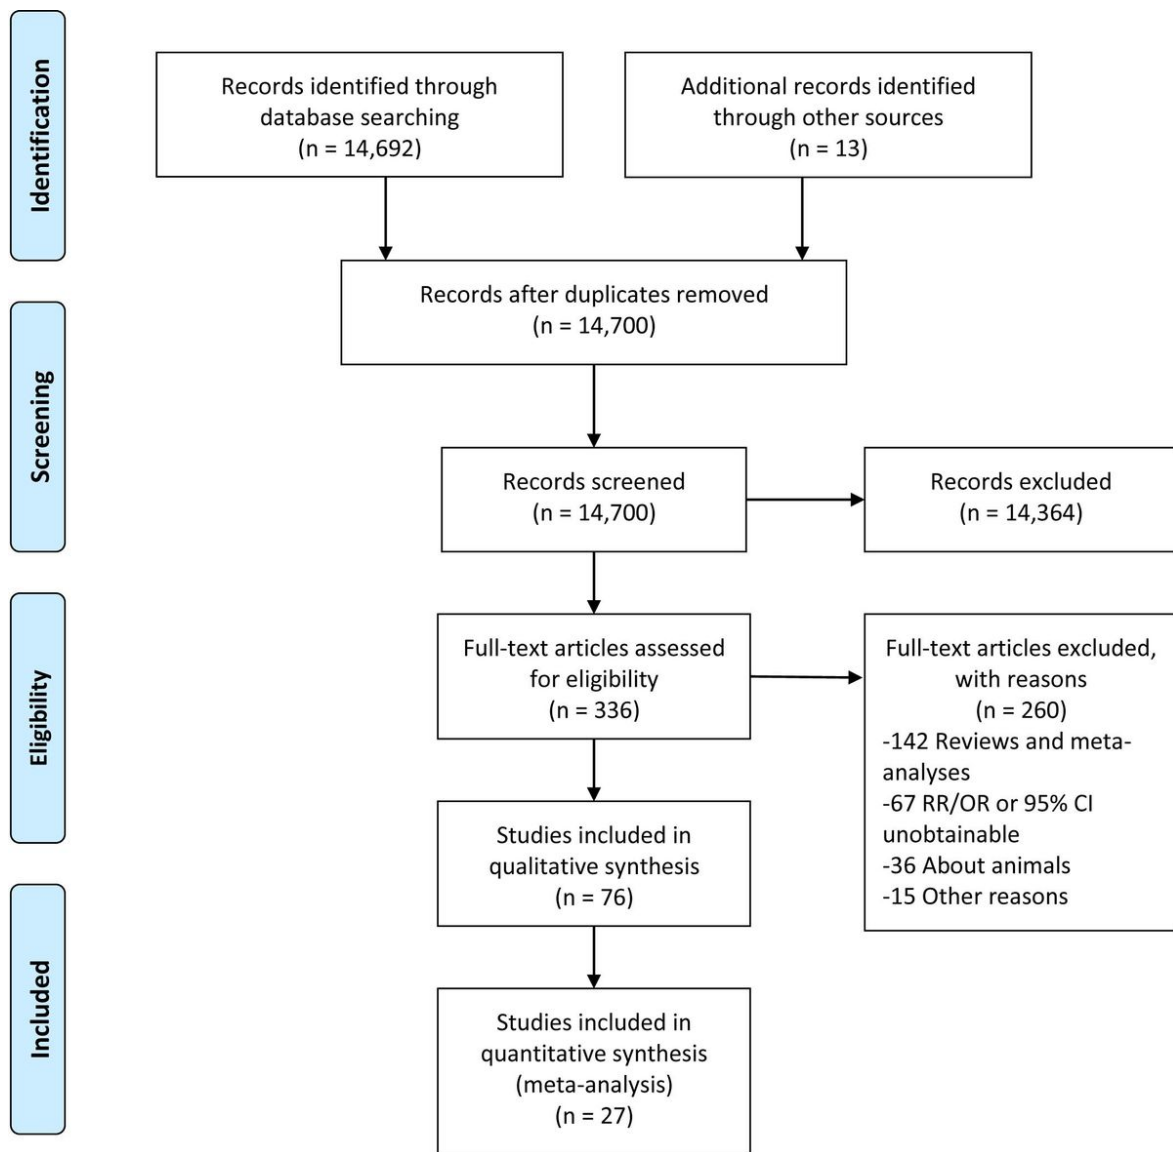 Identification
Records identified through
database searching
(n = 14,692)
Additional records identified
through other sources
(n = 13)
Records after duplicates removed
(n = 14,700)
Screening
Records screened
(n = 14,700)
Records excluded
(n = 14,364)
Eligibility
Full-text articles assessed
for eligibility
(n = 336)
Full-text articles excluded,
with reasons
(n = 260)
-142 Reviews and meta-
analyses
-67 RR/OR or 95% CI
unobtainable
-36 About animals
-15 Other reasons
Studies included in
qualitative synthesis
(n = 76)
Included
Studies included in
quantitative synthesis
(meta-analysis)
(n = 27)